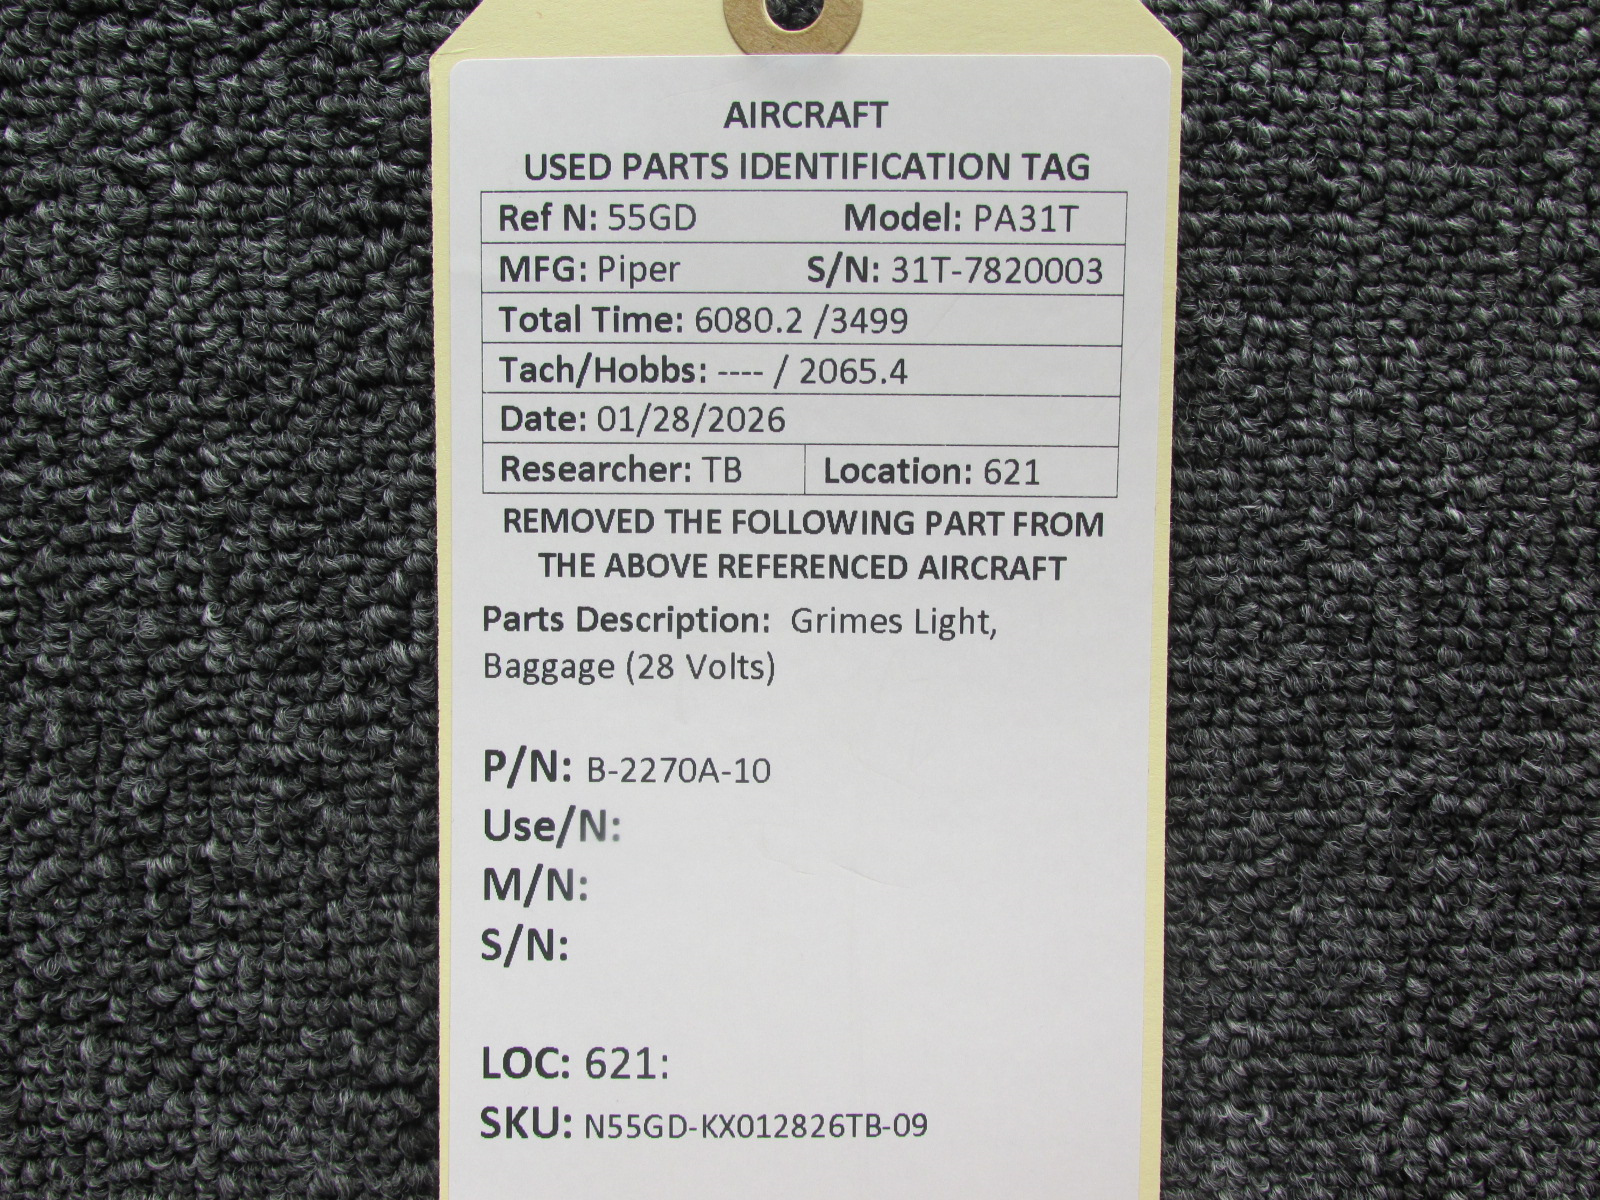 AIRCRAFT
USED PARTS IDENTIFICATION TAG
Ref N: 55GD Model: PA31T
MFG: Piper S/N: 31T-7820003
Total Time: 6080.2 /3499
Tach/Hobbs: ---- / 2065.4
Date: 01/28/2026
Researcher: TB Location: 621
REMOVED THE FOLLOWING PART FROM
THE ABOVE REFERENCED AIRCRAFT
Parts Description: Grimes Light,
Baggage (28 Volts)
P/N: B-2270A-10
Use/N:
M/N:
S/N:
LOC: 621:
SKU: N55GD-KX012826TB-09